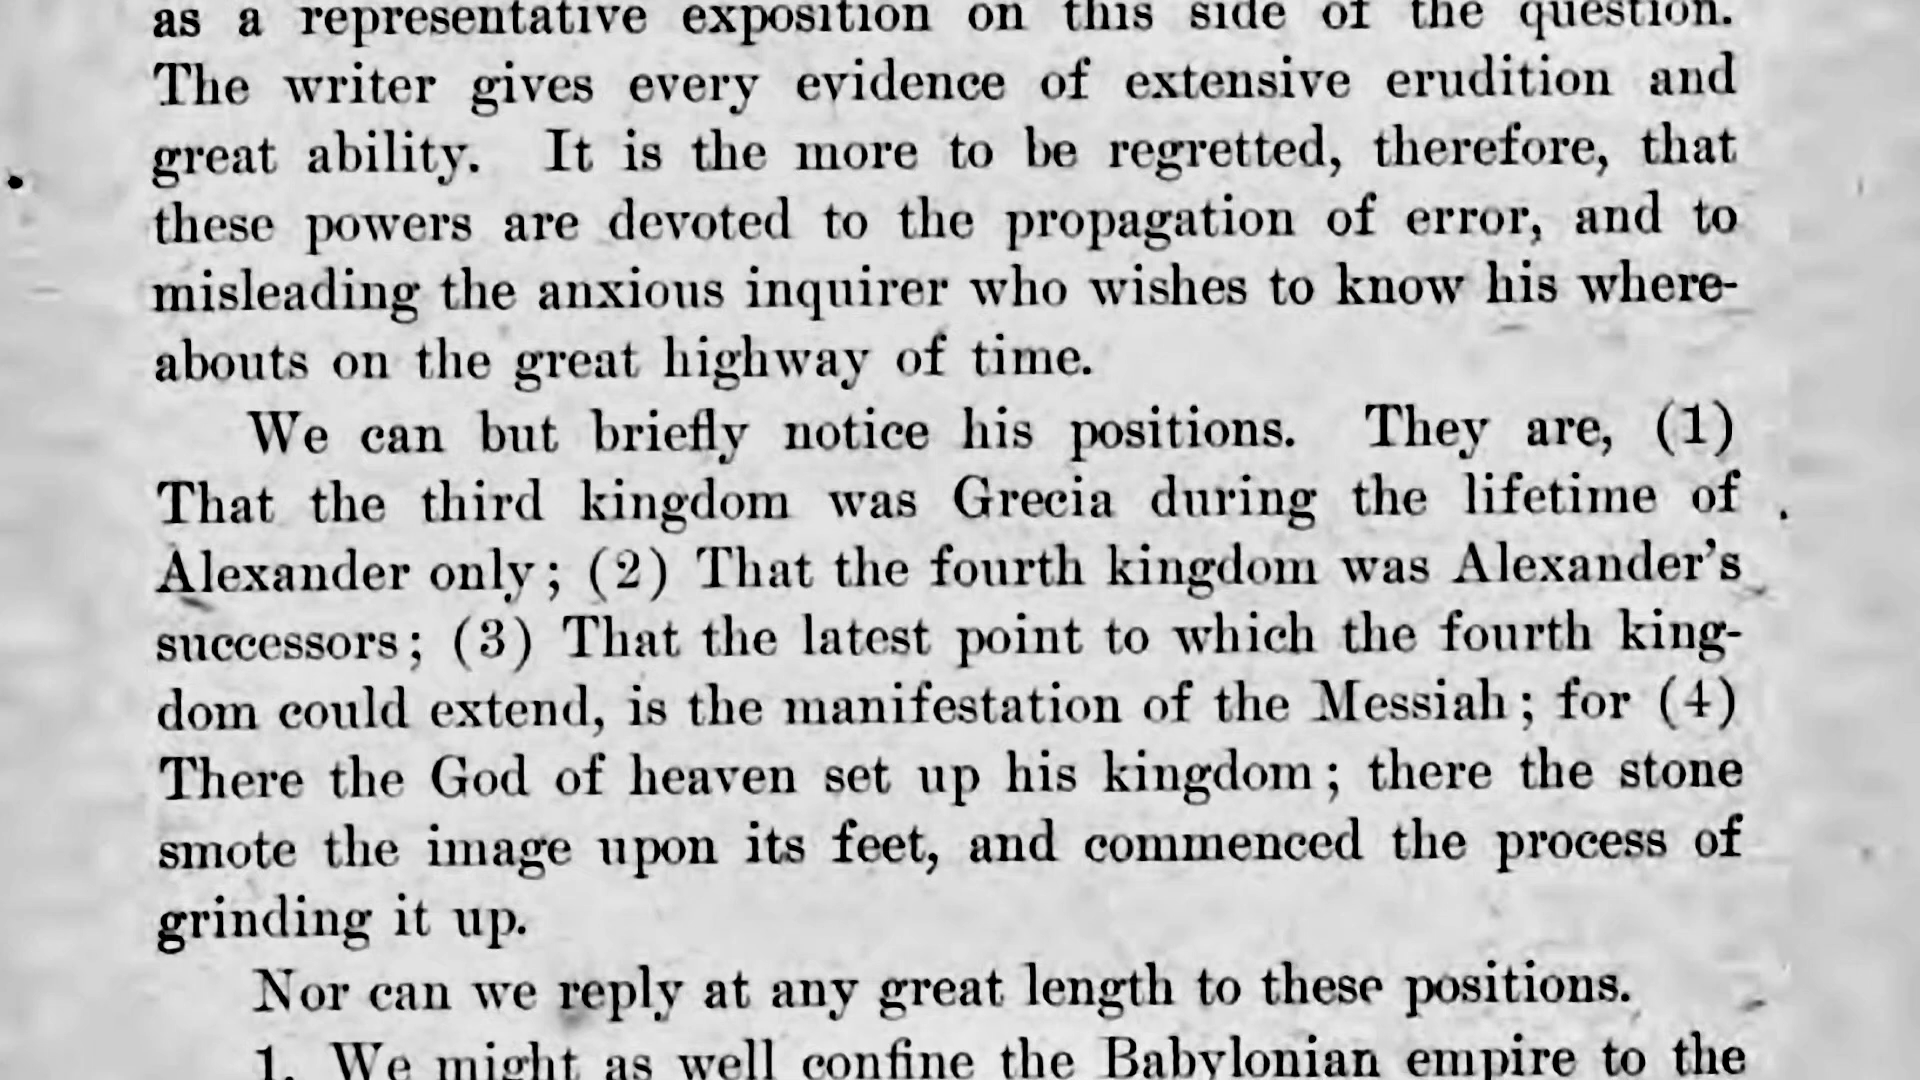 as a representative exposition on this side of the question.
The writer gives every evidence of extensive erudition and
great ability. It is the more to be regretted, therefore, that
these powers are devoted to the propagation of error, and to
misleading the anxious inquirer who wishes to know his where-
abouts on the great highway of time.
We can but briefly notice his positions. They are, (1)
That the third kingdom was Grecia during the lifetime of
Alexander only; (2) That the fourth kingdom was Alexander's
successors; (3) That the latest point to which the fourth king-
dom could extend, is the manifestation of the Messiah; for (4)
There the God of heaven set up his kingdom; there the stone
smote the image upon its feet, and commenced the process of
grinding it up.
Nor can we reply at any great length to these positions.
1. We might as well confine the Babylonian empire to the